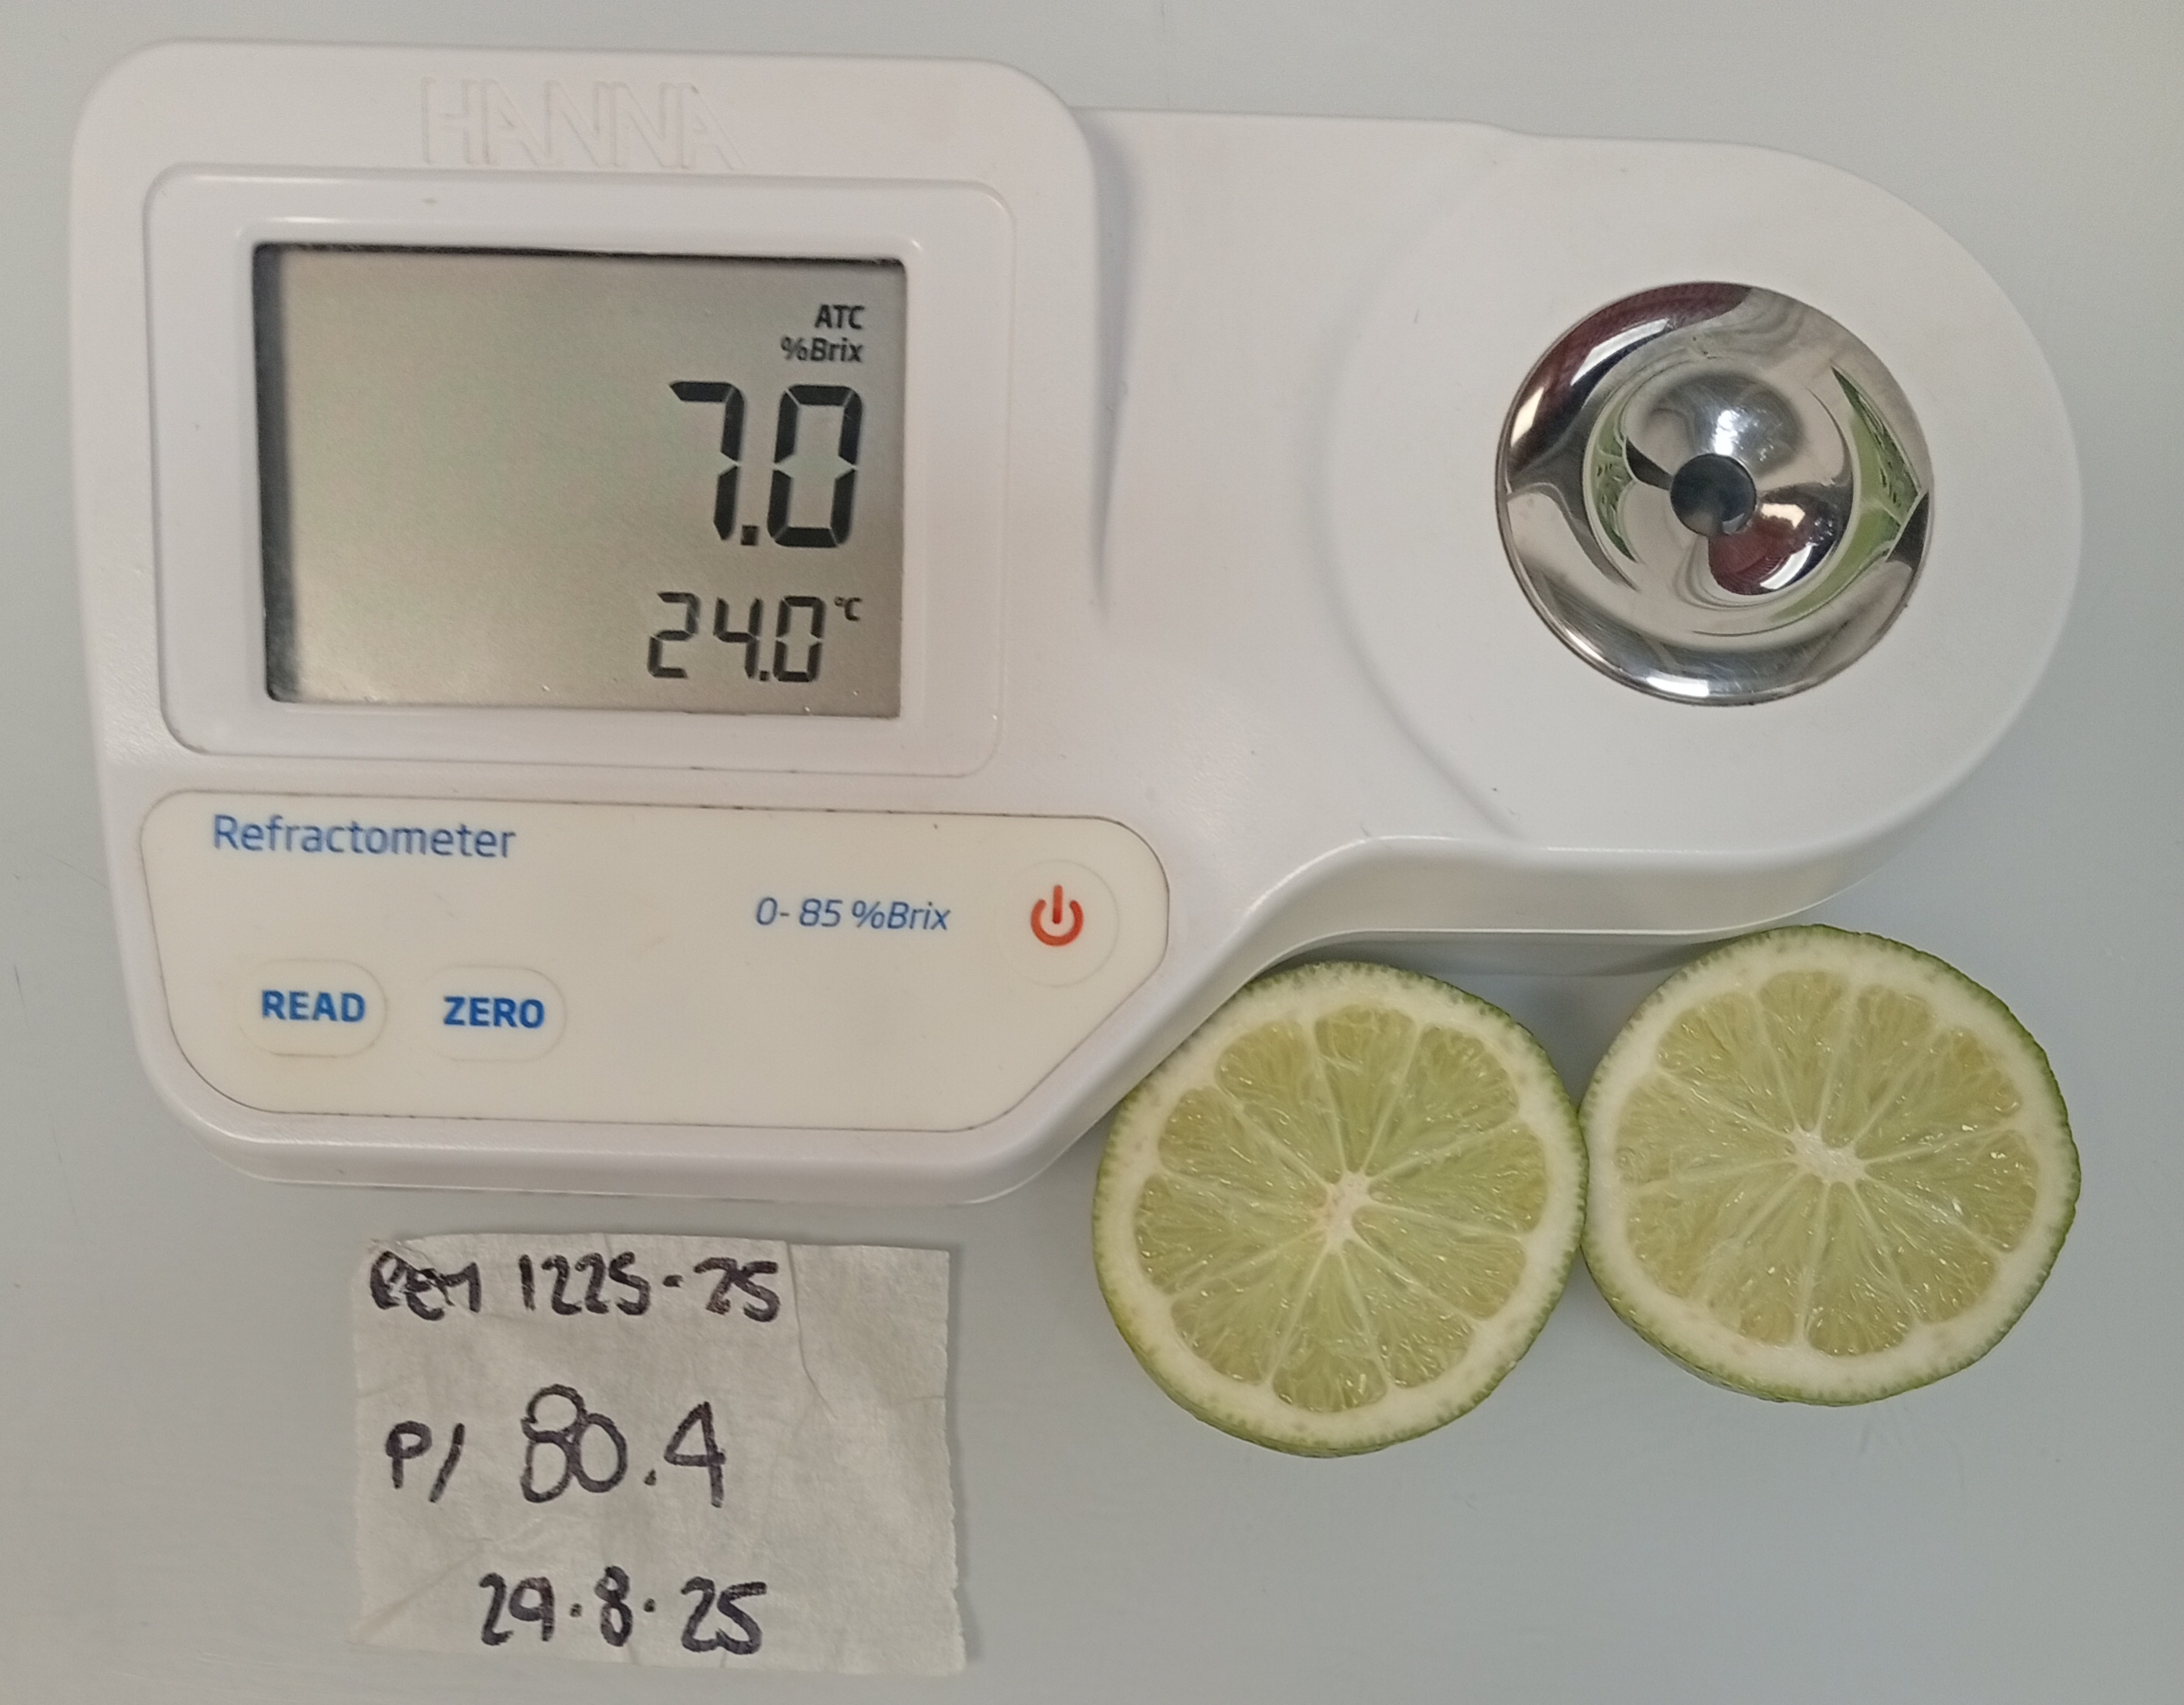 HANNA
ATC
%Brix
7.0
24.0 °C
Refractometer
0-85 %Brix
READ ZERO
REM 1225-25
P/ 80.4
29.8.25